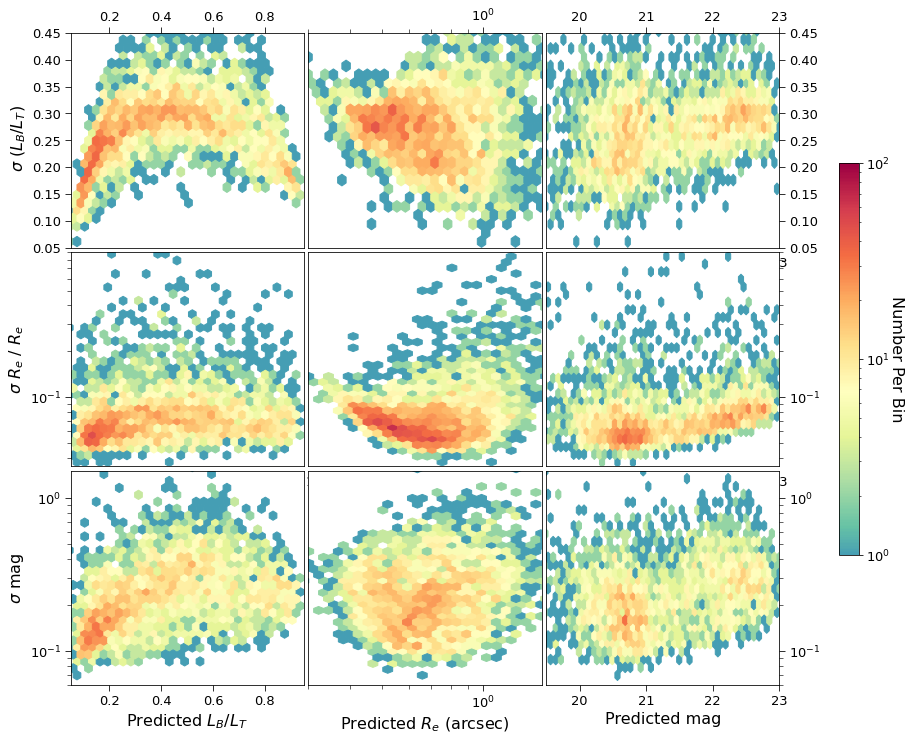 0.2 0.4 0.6 0.8 10⁰ 20 21 22 23
0.45 0.45
0.40 0.40
0.35 0.35
0.30 0.30
0.25 0.25
0.20 0.20
0.15 0.15
0.10 0.10
0.05 0.05
σ (L_B/L_T)
3
10⁻¹ 10⁻¹
σ R_e / R_e
3
10⁰ 10⁰
10⁻¹ 10⁻¹
σ mag
0.2 0.4 0.6 0.8 10⁰ 20 21 22 23
Predicted L_B/L_T Predicted R_e (arcsec) Predicted mag
10²
10¹
10⁰
Number Per Bin